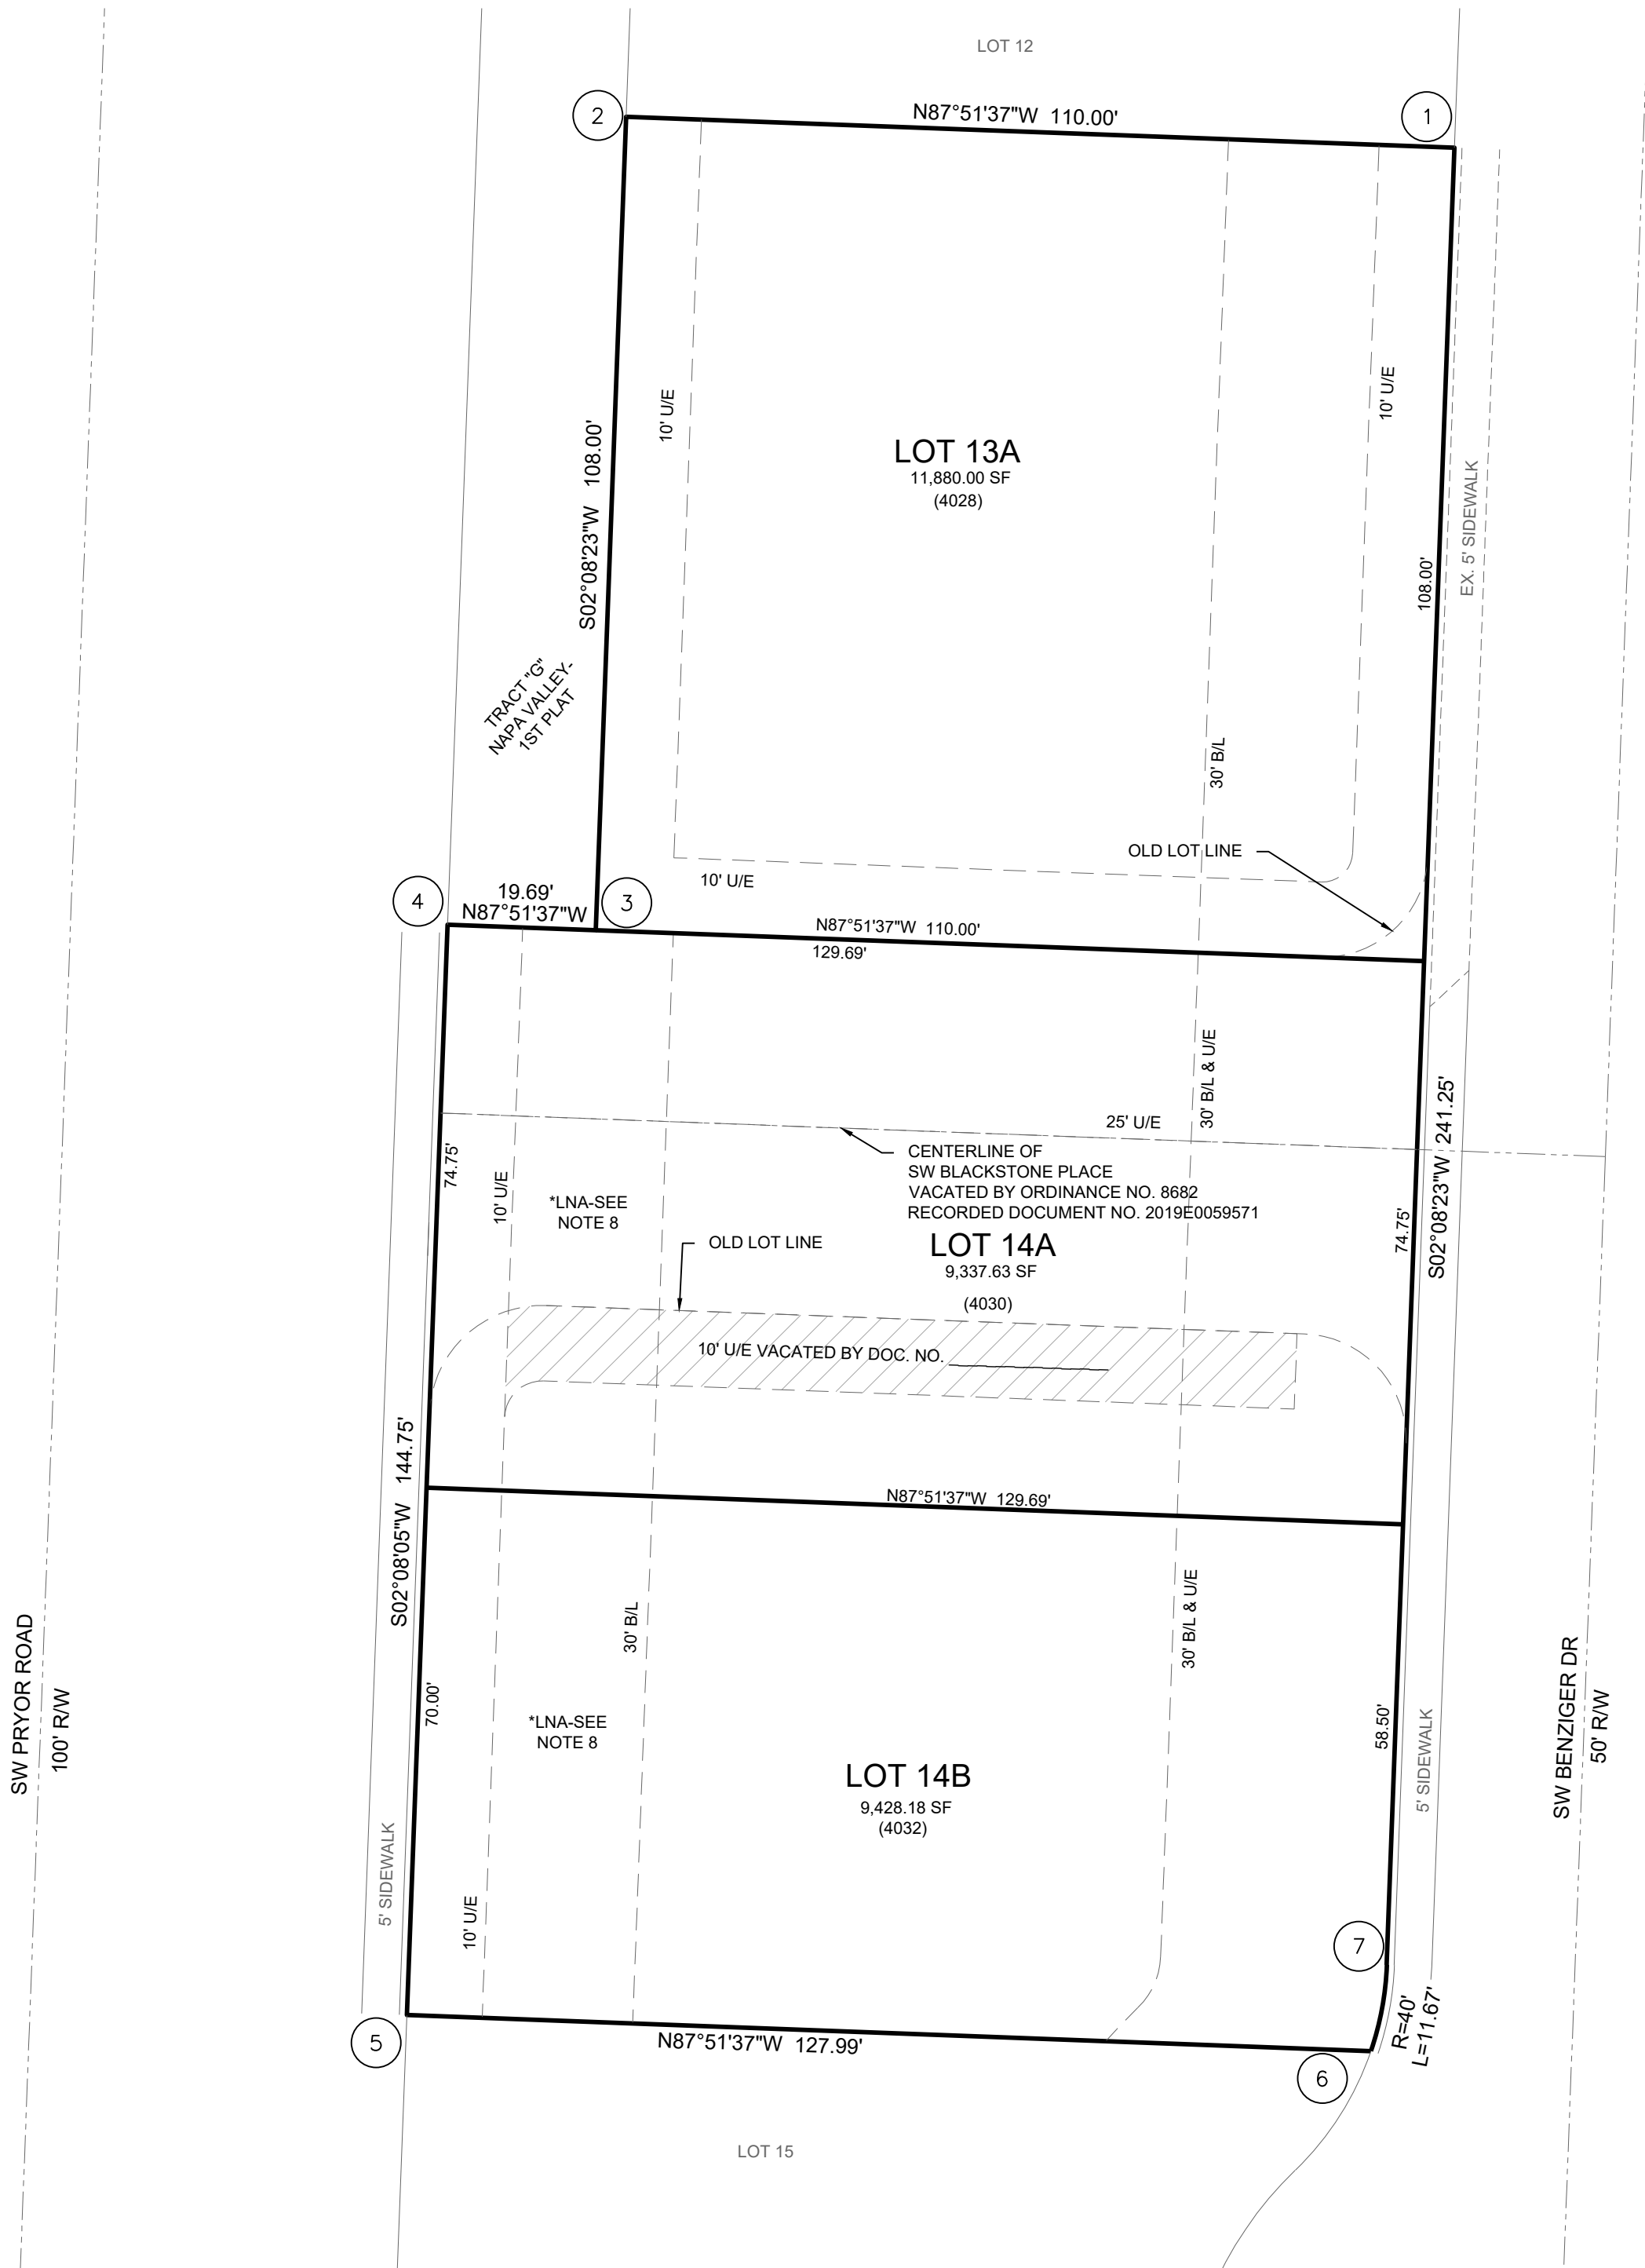 LOT 12
N87°51'37"W 110.00'
2
1
10' U/E
10' U/E
S02°08'23"W 108.00'
LOT 13A
11,880.00 SF
(4028)
EX. 5' SIDEWALK
108.00'
TRACT "G"
NAPA VALLEY-
1ST PLAT
30' B/L
OLD LOT LINE
10' U/E
4
19.69'
N87°51'37"W
3
N87°51'37"W 110.00'
129.69'
30' B/L & U/E
25' U/E
S02°08'23"W 241.25'
74.75'
10' U/E
*LNA-SEE
NOTE 8
CENTERLINE OF
SW BLACKSTONE PLACE
VACATED BY ORDINANCE NO. 8682
RECORDED DOCUMENT NO. 2019E0059571
74.75'
OLD LOT LINE
LOT 14A
9,337.63 SF
(4030)
10' U/E VACATED BY DOC. NO.
S02°08'05"W 144.75'
N87°51'37"W 129.69'
30' B/L
30' B/L & U/E
SW PRYOR ROAD
100' R/W
70.00'
*LNA-SEE
NOTE 8
58.50'
5' SIDEWALK
SW BENZIGER DR
50' R/W
LOT 14B
9,428.18 SF
(4032)
5' SIDEWALK
10' U/E
7
R=40'
L=11.67'
5
N87°51'37"W 127.99'
6
LOT 15